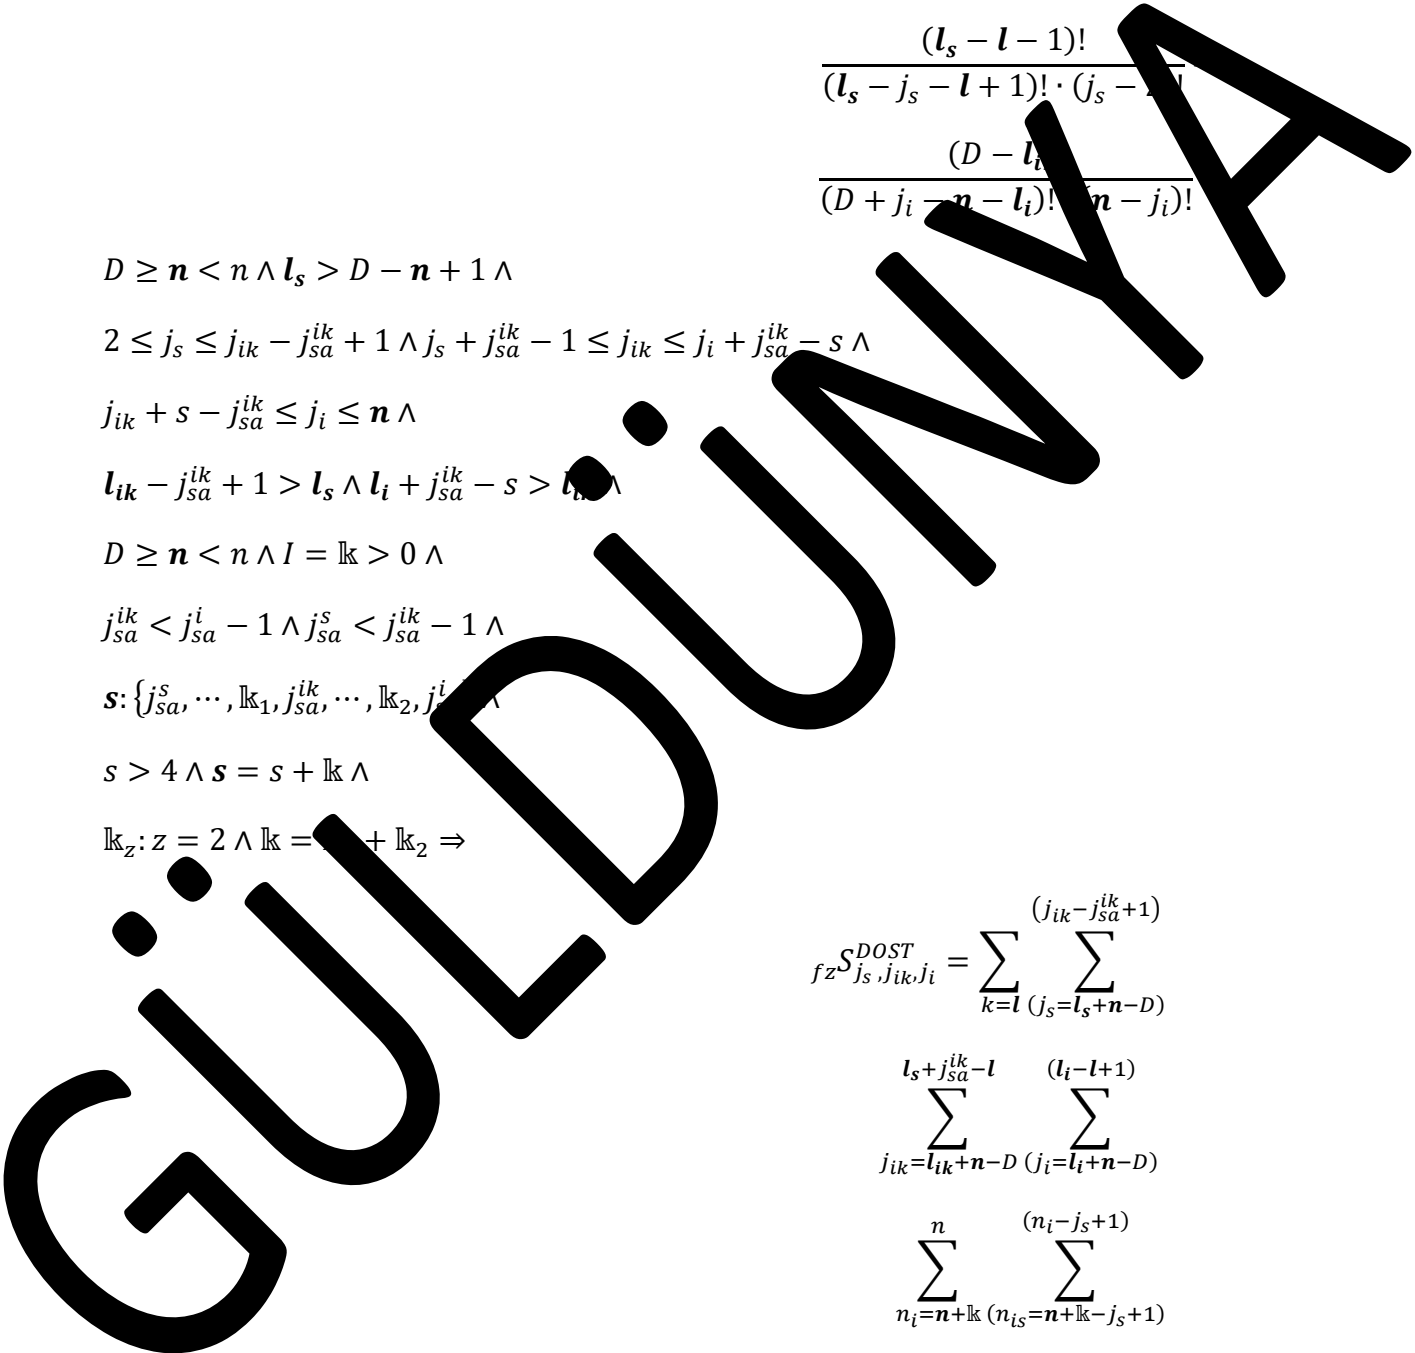 (l_s − l − 1)!
(l_s − j_s − l + 1)! · (j_s − !
(D − l_i
(D + j_i − n − l_i)! (n − j_i)!
D ≥ n < n ∧ l_s > D − n + 1 ∧
2 ≤ j_s ≤ j_{ik} − j_{sa}^{ik} + 1 ∧ j_s + j_{sa}^{ik} − 1 ≤ j_{ik} ≤ j_i + j_{sa}^{ik} − s ∧
j_{ik} + s − j_{sa}^{ik} ≤ j_i ≤ n ∧
l_{ik} − j_{sa}^{ik} + 1 > l_s ∧ l_i + j_{sa}^{ik} − s > ∧
D ≥ n < n ∧ I = 𝕜 > 0 ∧
j_{sa}^{ik} < j_{sa}^i − 1 ∧ j_{sa}^s < j_{sa}^{ik} − 1 ∧
s: {j_{sa}^s, ⋯ , 𝕜_1, j_{sa}^{ik}, ⋯ , 𝕜_2, ∧
s > 4 ∧ s = s + 𝕜 ∧
𝕜_z: z = 2 ∧ 𝕜 = + 𝕜_2 ⇒
_{fz}S_{j_s,j_{ik},j_i}^{DOST} = ∑_{k=l} ∑_{(j_s=l_s+n−D)}^{(j_{ik}−j_{sa}^{ik}+1)}
∑_{j_{ik}=l_{ik}+n−D}^{l_s+j_{sa}^{ik}−l} ∑_{(j_i=l_i+n−D)}^{(l_i−l+1)}
∑_{n_i=n+𝕜}^{n} ∑_{(n_{is}=n+𝕜−j_s+1)}^{(n_i−j_s+1)}
GÜLDÜNYA